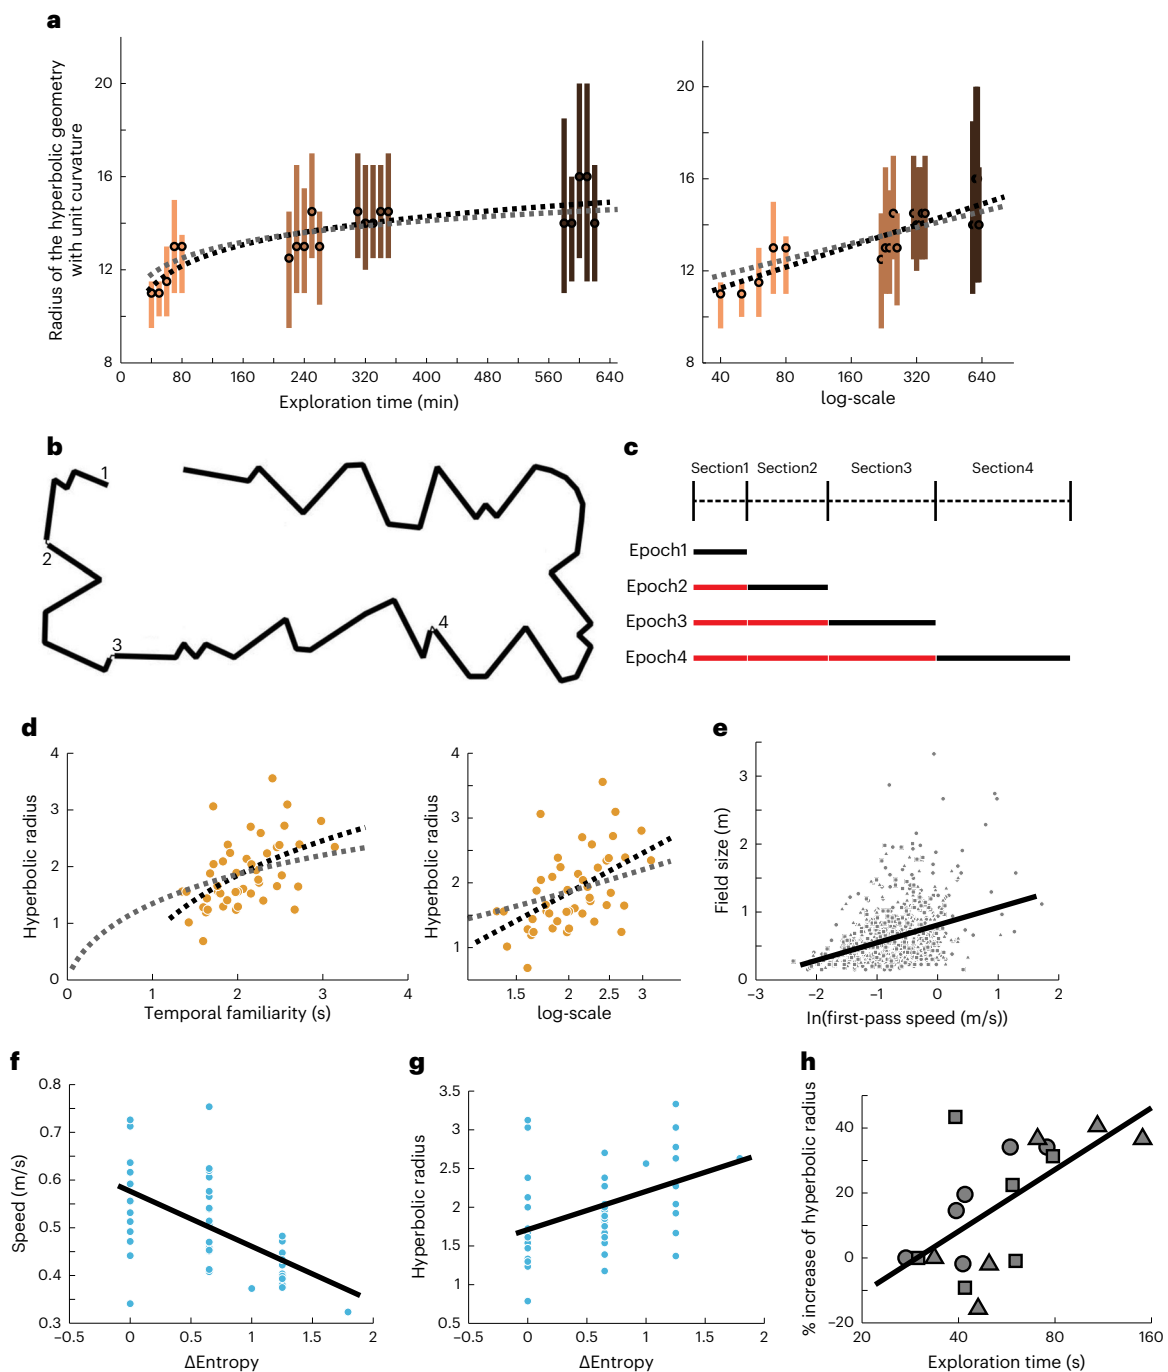 a
Radius of the hyperbolic geometry
with unit curvature
20
16
12
8
0 80 160 240 320 400 480 560 640
Exploration time (min)
20
16
12
8
40 80 160 320 640
log-scale
b
1
2
3
4
c
Section1 Section2 Section3 Section4
Epoch1
Epoch2
Epoch3
Epoch4
d
Hyperbolic radius
4
3
2
1
0 1 2 3 4
Temporal familiarity (s)
Hyperbolic radius
4
3
2
1
1.5 2 2.5 3
log-scale
e
Field size (m)
3
2
1
0
−3 −2 −1 0 1 2
ln(first-pass speed (m/s))
f
Speed (m/s)
0.8
0.7
0.6
0.5
0.4
0.3
−0.5 0 0.5 1 1.5 2
ΔEntropy
g
Hyperbolic radius
3.5
3
2.5
2
1.5
1
0.5
−0.5 0 0.5 1 1.5 2
ΔEntropy
h
% increase of hyperbolic radius
40
20
0
−20
20 40 80 160
Exploration time (s)